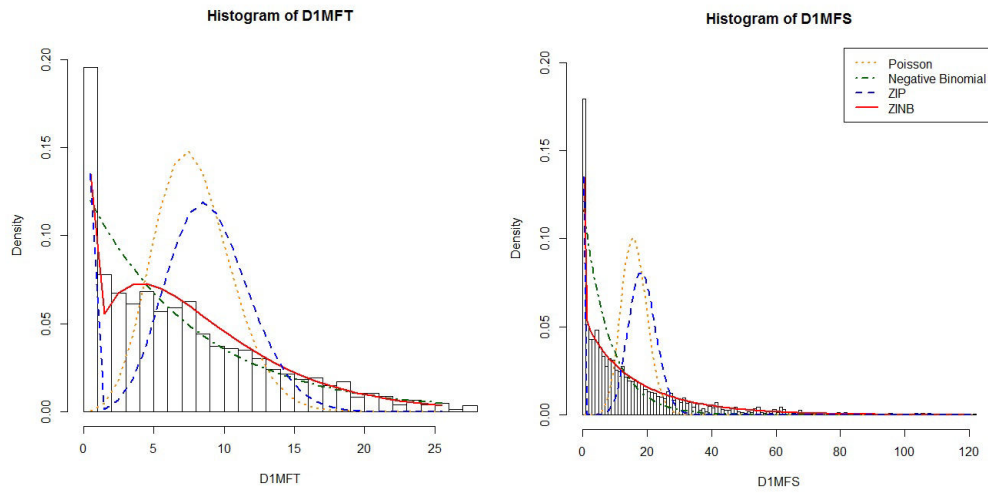 Histogram of D1MFT
Density
0.20
0.15
0.10
0.05
0.00
0 5 10 15 20 25
D1MFT
Histogram of D1MFS
Poisson
Negative Binomial
ZIP
ZINB
Density
0.20
0.15
0.10
0.05
0.00
0 20 40 60 80 100 120
D1MFS